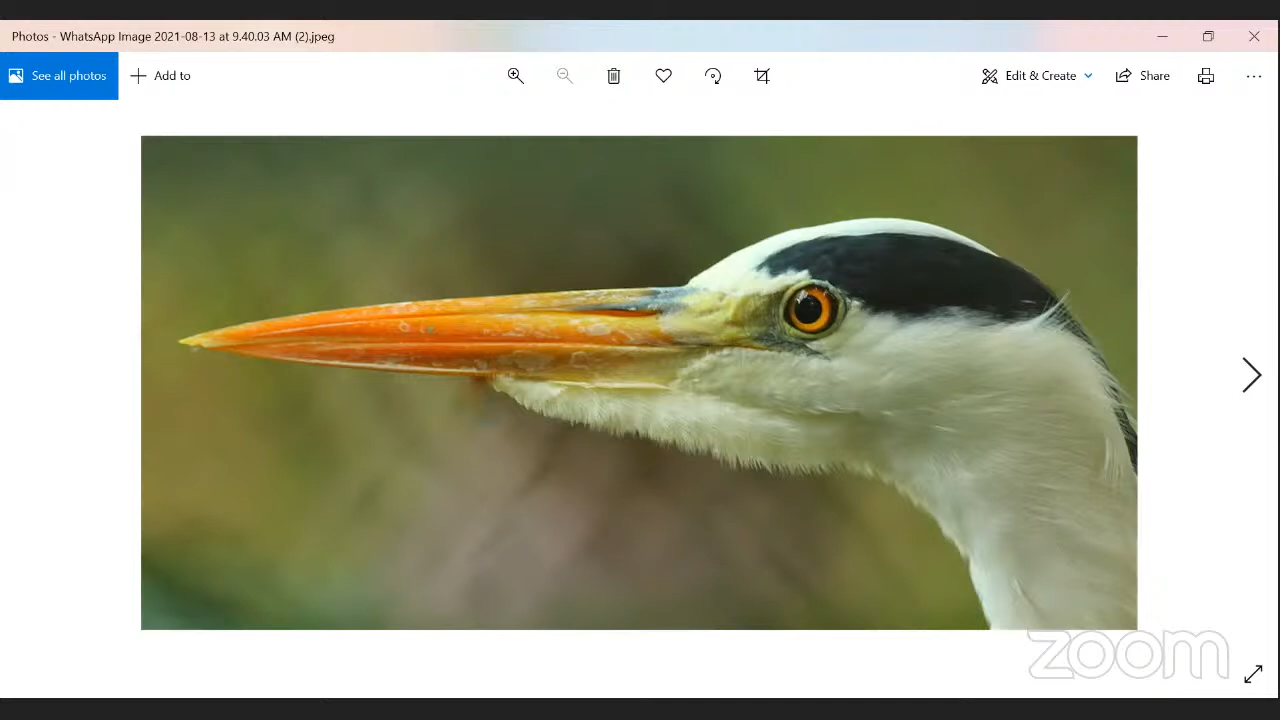 Photos - WhatsApp Image 2021-08-13 at 9.40.03 AM (2).jpeg
See all photos
Add to
Edit & Create
Share
zoom